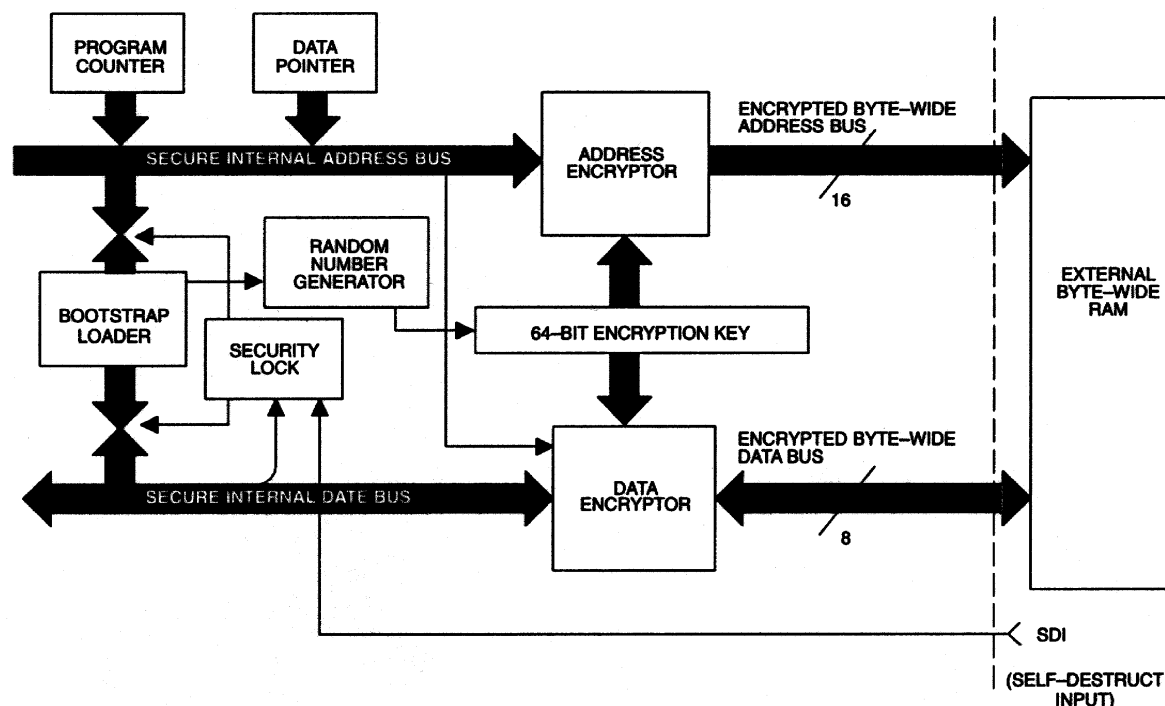 PROGRAM
COUNTER
DATA
POINTER
SECURE INTERNAL ADDRESS BUS
ADDRESS
ENCRYPTOR
ENCRYPTED BYTE–WIDE
ADDRESS BUS
16
EXTERNAL
BYTE–WIDE
RAM
RANDOM
NUMBER
GENERATOR
BOOTSTRAP
LOADER
SECURITY
LOCK
64–BIT ENCRYPTION KEY
SECURE INTERNAL DATE BUS
DATA
ENCRYPTOR
ENCRYPTED BYTE–WIDE
DATA BUS
8
SDI
(SELF–DESTRUCT
INPUT)